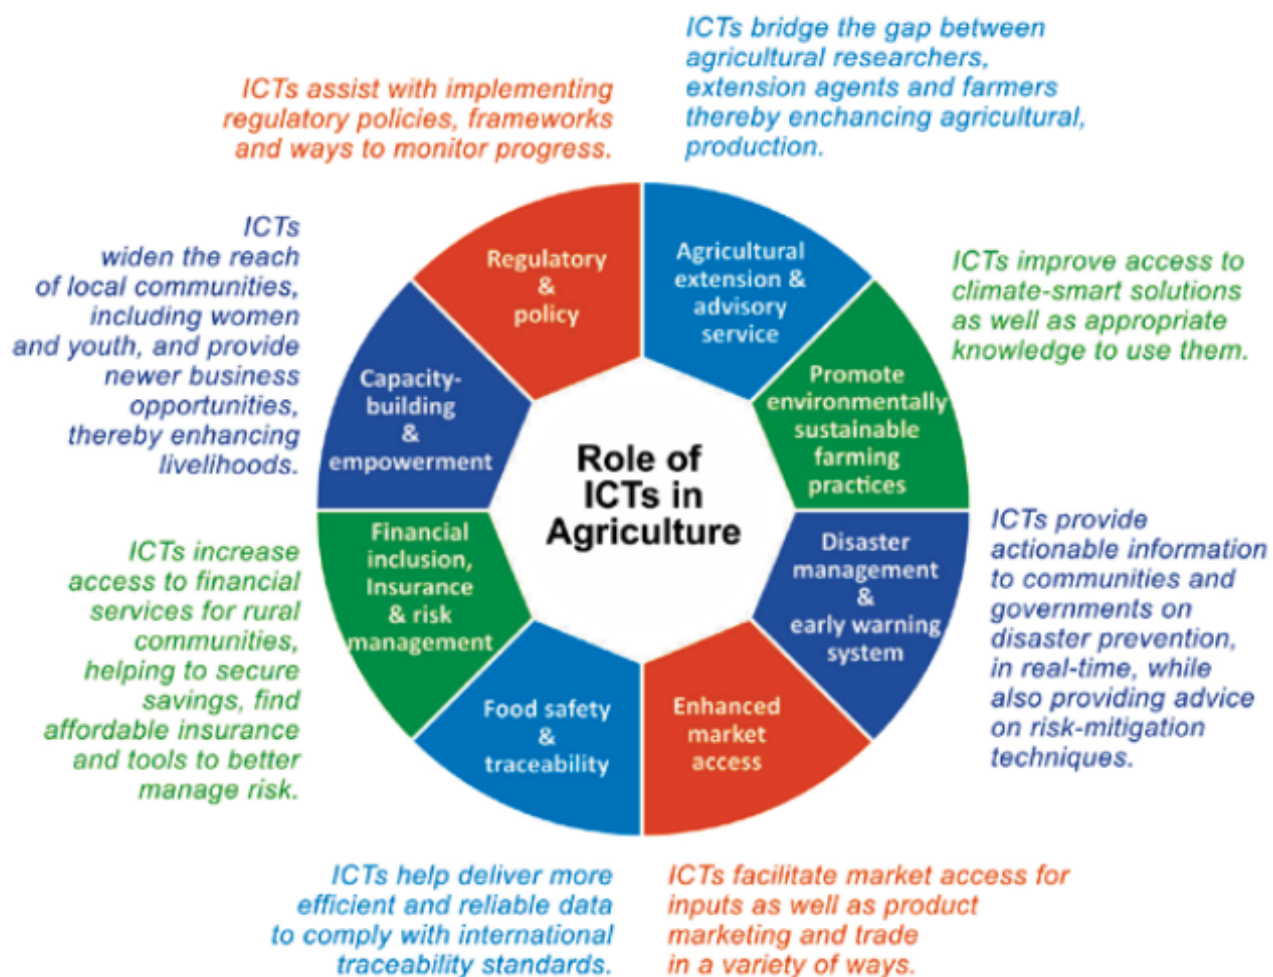 ICTs bridge the gap between
agricultural researchers,
extension agents and farmers
thereby enchancing agricultural,
production.
ICTs assist with implementing
regulatory policies, frameworks
and ways to monitor progress.
ICTs
widen the reach
of local communities,
including women
and youth, and provide
newer business
opportunities,
thereby enhancing
livelihoods.
Regulatory
&
policy
Agricultural
extension &
advisory
service
ICTs improve access to
climate-smart solutions
as well as appropriate
knowledge to use them.
Capacity-
building
&
empowerment
Promote
environmentally
sustainable
farming
practices
Role of
ICTs in
Agriculture
ICTs increase
access to financial
services for rural
communities,
helping to secure
savings, find
affordable insurance
and tools to better
manage risk.
Financial
inclusion,
Insurance
& risk
management
Disaster
management
&
early warning
system
ICTs provide
actionable information
to communities and
governments on
disaster prevention,
in real-time, while
also providing advice
on risk-mitigation
techniques.
Food safety
&
traceability
Enhanced
market
access
ICTs help deliver more
efficient and reliable data
to comply with international
traceability standards.
ICTs facilitate market access for
inputs as well as product
marketing and trade
in a variety of ways.